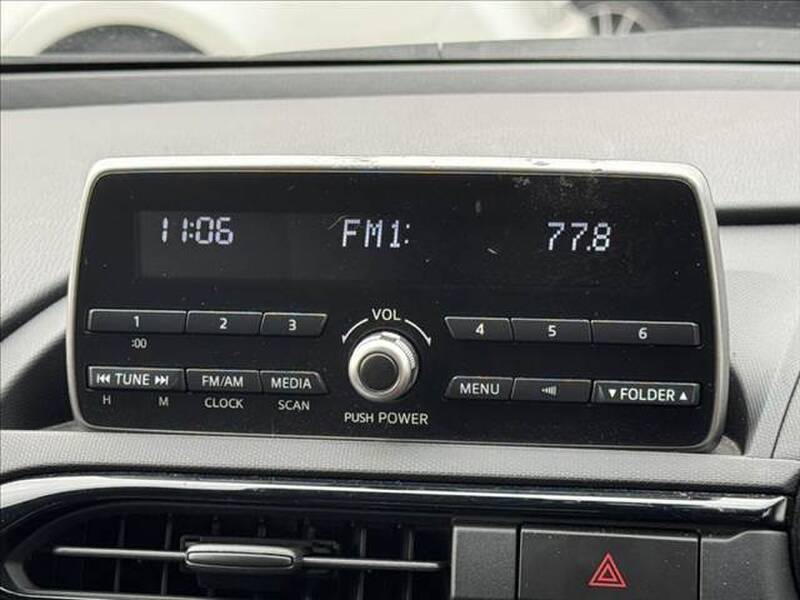 11:06 FM1: 77.8
VOL
1 2 3 4 5 6
:00
TUNE FM/AM MEDIA MENU ▼FOLDER▲
H M CLOCK SCAN
PUSH POWER